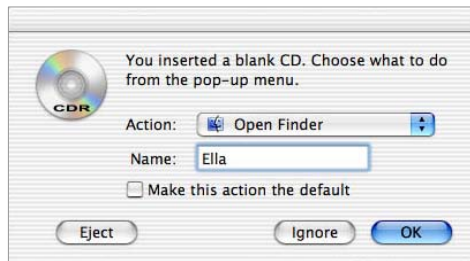 You inserted a blank CD. Choose what to do
from the pop-up menu.
CDR
Action: Open Finder
Name: Ella
Make this action the default
Eject Ignore OK